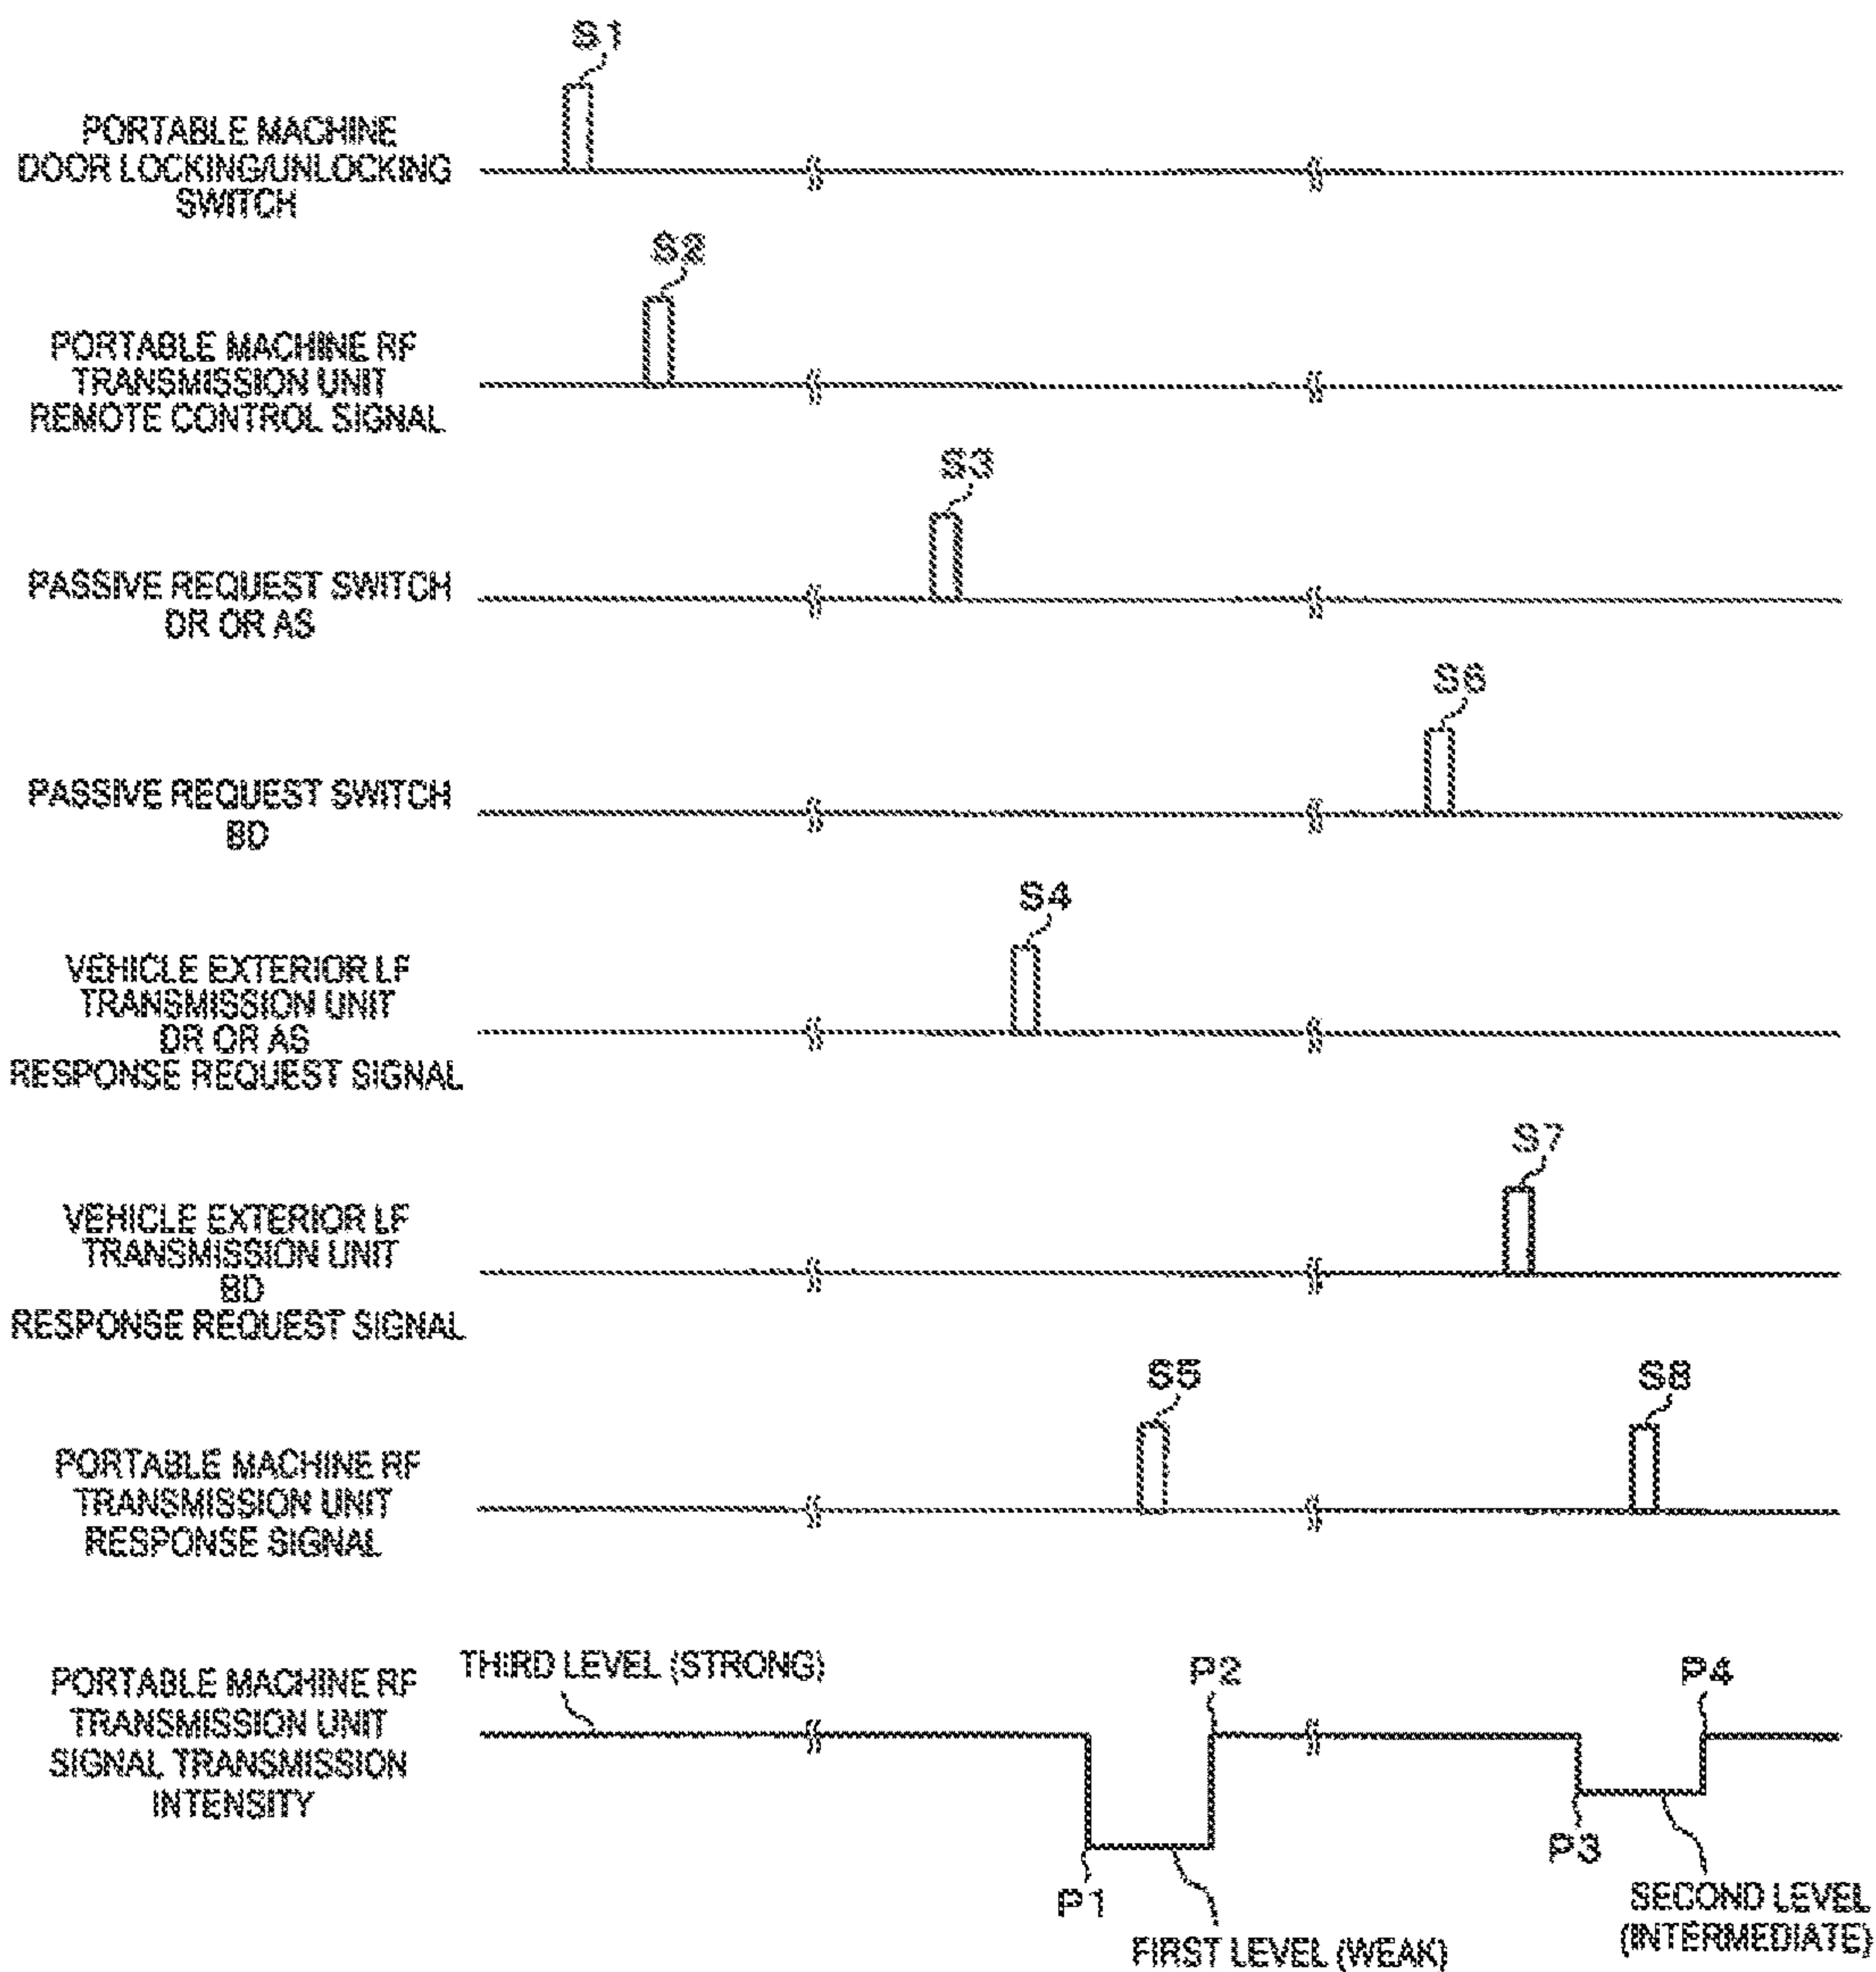 S1
PORTABLE MACHINE
DOOR LOCKING/UNLOCKING
SWITCH
S2
PORTABLE MACHINE RF
TRANSMISSION UNIT
REMOTE CONTROL SIGNAL
S3
PASSIVE REQUEST SWITCH
DR OR AS
S6
PASSIVE REQUEST SWITCH
BD
S4
VEHICLE EXTERIOR LF
TRANSMISSION UNIT
DR OR AS
RESPONSE REQUEST SIGNAL
S7
VEHICLE EXTERIOR LF
TRANSMISSION UNIT
BD
RESPONSE REQUEST SIGNAL
S5
S8
PORTABLE MACHINE RF
TRANSMISSION UNIT
RESPONSE SIGNAL
PORTABLE MACHINE RF
TRANSMISSION UNIT
SIGNAL TRANSMISSION
INTENSITY
THIRD LEVEL (STRONG)
P2
P4
P1
P3
FIRST LEVEL (WEAK)
SECOND LEVEL
(INTERMEDIATE)